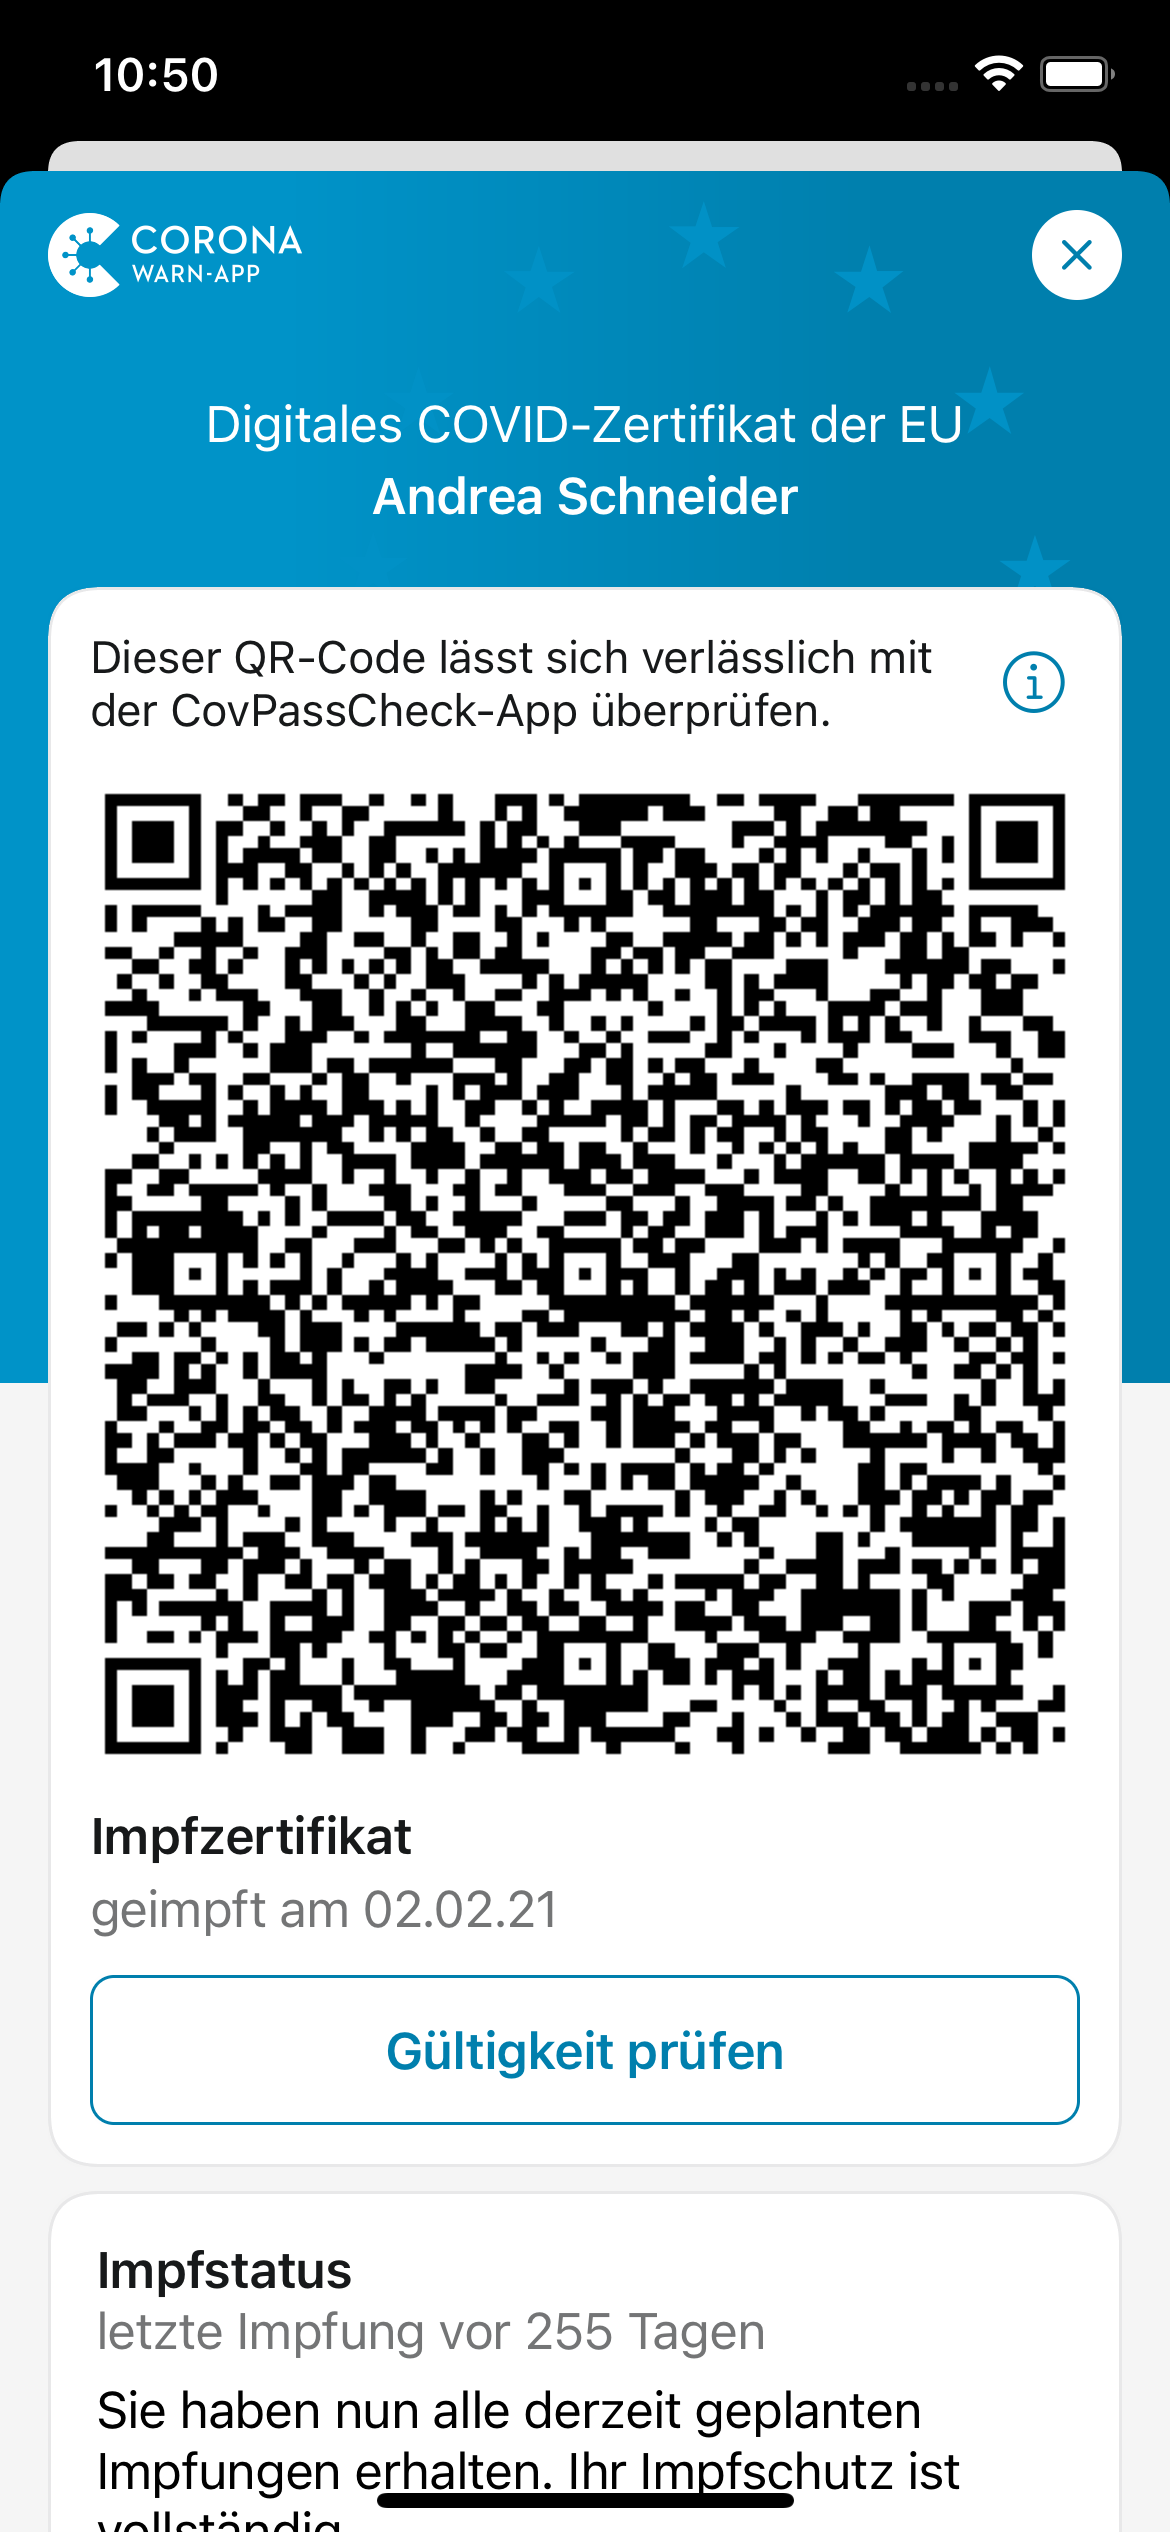 10:50
CORONA
WARN-APP
Digitales COVID-Zertifikat der EU
Andrea Schneider
Dieser QR-Code lässt sich verlässlich mit
der CovPassCheck-App überprüfen.
Impfzertifikat
geimpft am 02.02.21
Gültigkeit prüfen
Impfstatus
letzte Impfung vor 255 Tagen
Sie haben nun alle derzeit geplanten
Impfungen erhalten. Ihr Impfschutz ist
vollständig